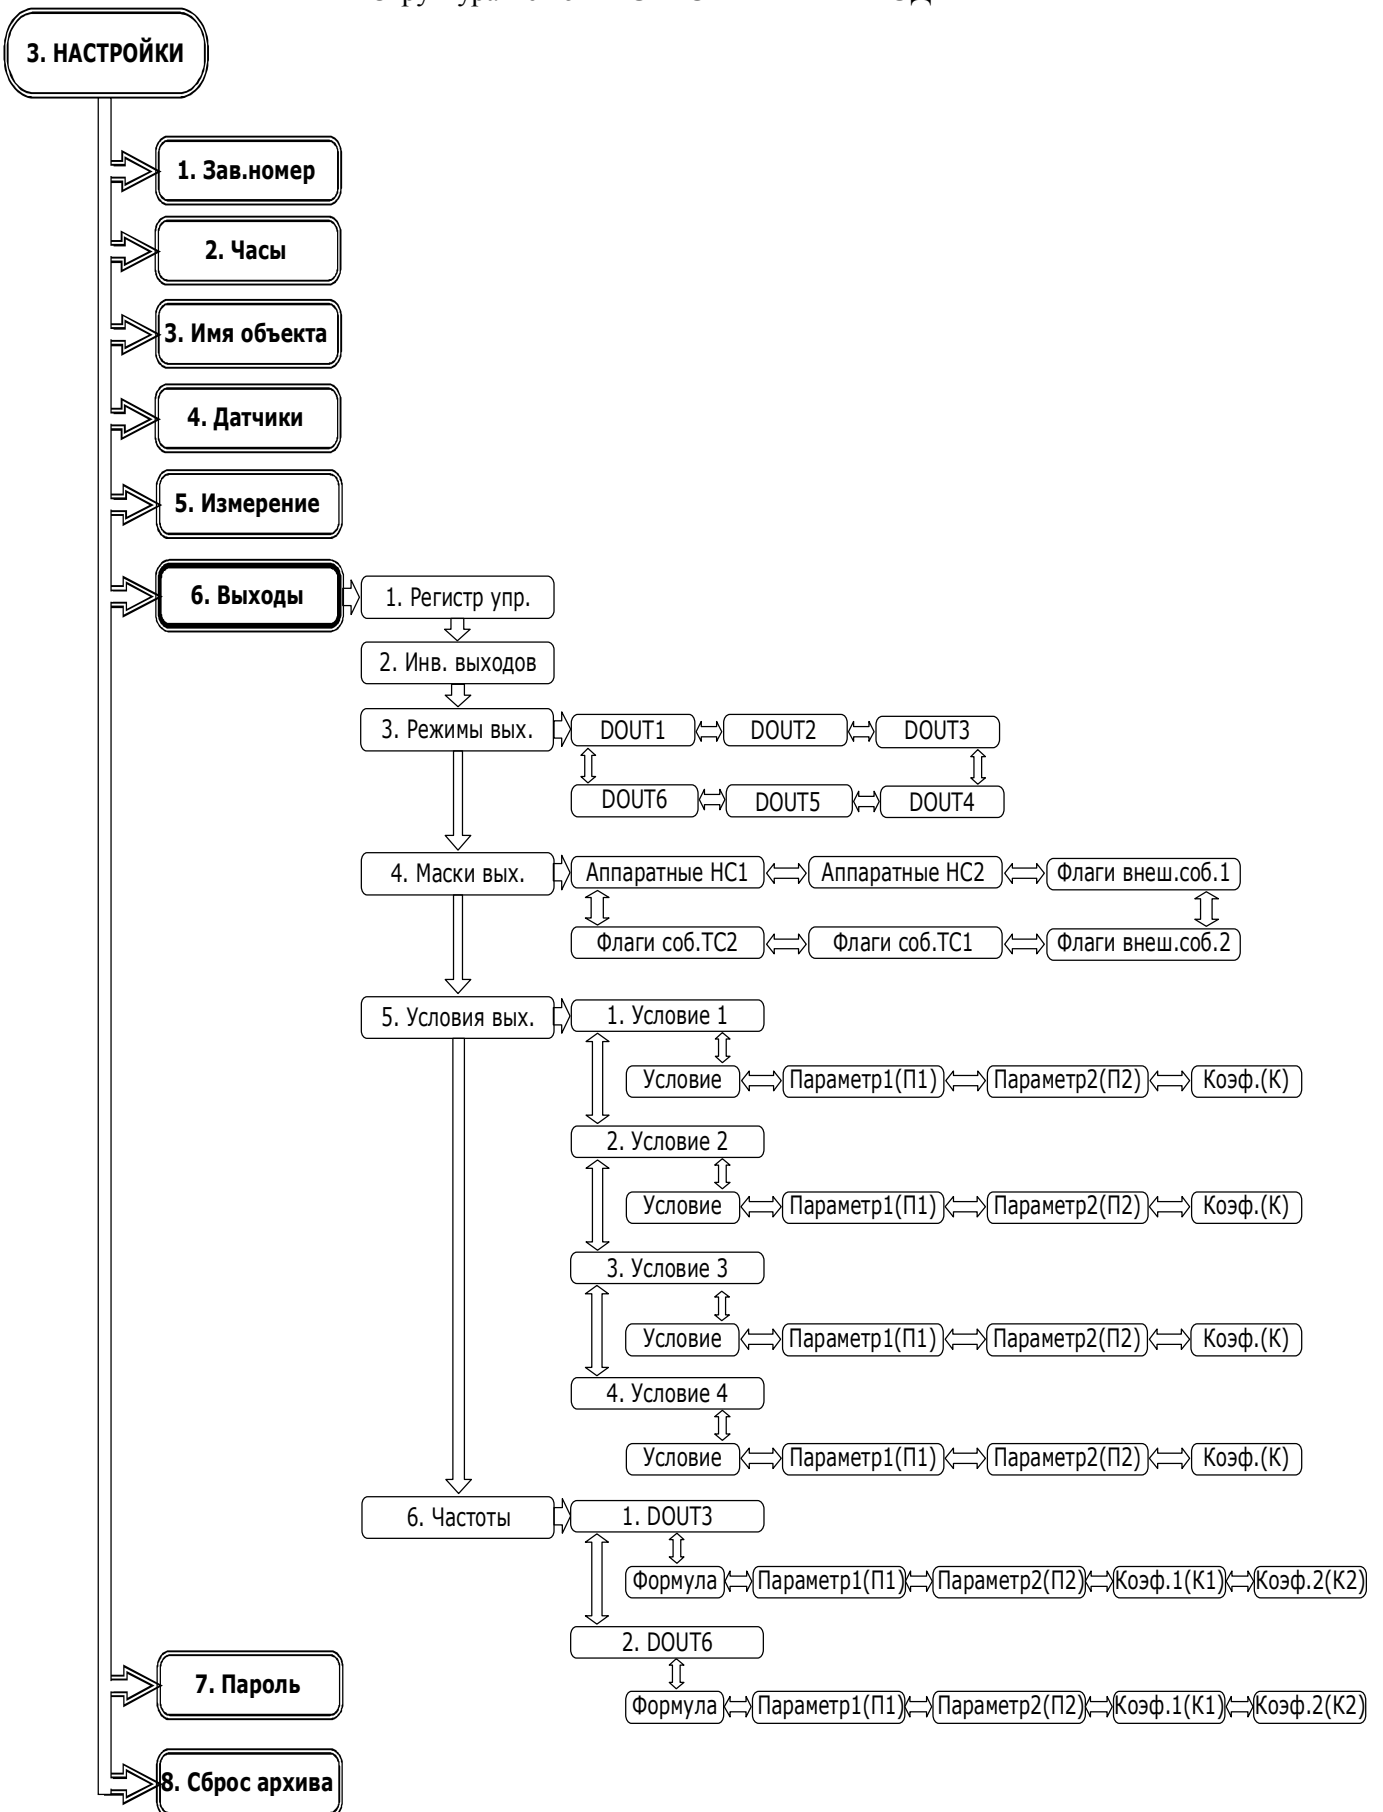 3. НАСТРОЙКИ
1. Зав.номер
2. Часы
3. Имя объекта
4. Датчики
5. Измерение
6. Выходы
1. Регистр упр.
2. Инв. выходов
3. Режимы вых.
DOUT1 DOUT2 DOUT3
DOUT6 DOUT5 DOUT4
4. Маски вых.
Аппаратные НС1 Аппаратные НС2 Флаги внеш.соб.1
Флаги соб.ТС2 Флаги соб.ТС1 Флаги внеш.соб.2
5. Условия вых.
1. Условие 1
Условие Параметр1(П1) Параметр2(П2) Коэф.(К)
2. Условие 2
Условие Параметр1(П1) Параметр2(П2) Коэф.(К)
3. Условие 3
Условие Параметр1(П1) Параметр2(П2) Коэф.(К)
4. Условие 4
Условие Параметр1(П1) Параметр2(П2) Коэф.(К)
6. Частоты
1. DOUT3
Формула Параметр1(П1) Параметр2(П2) Коэф.1(К1) Коэф.2(К2)
2. DOUT6
Формула Параметр1(П1) Параметр2(П2) Коэф.1(К1) Коэф.2(К2)
7. Пароль
8. Сброс архива